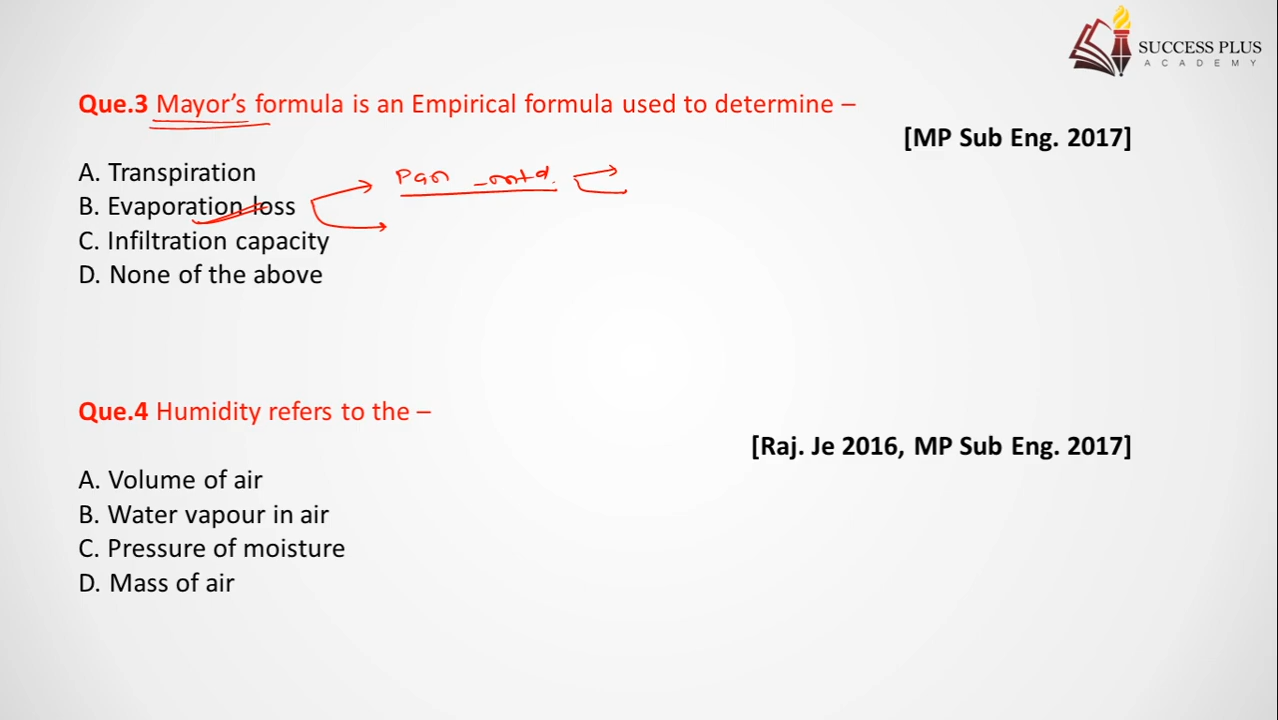 SUCCESS PLUS
ACADEMY
Que.3 Mayor's formula is an Empirical formula used to determine –
[MP Sub Eng. 2017]
A. Transpiration
Pan
B. Evaporation loss
C. Infiltration capacity
D. None of the above
Que.4 Humidity refers to the –
[Raj. Je 2016, MP Sub Eng. 2017]
A. Volume of air
B. Water vapour in air
C. Pressure of moisture
D. Mass of air